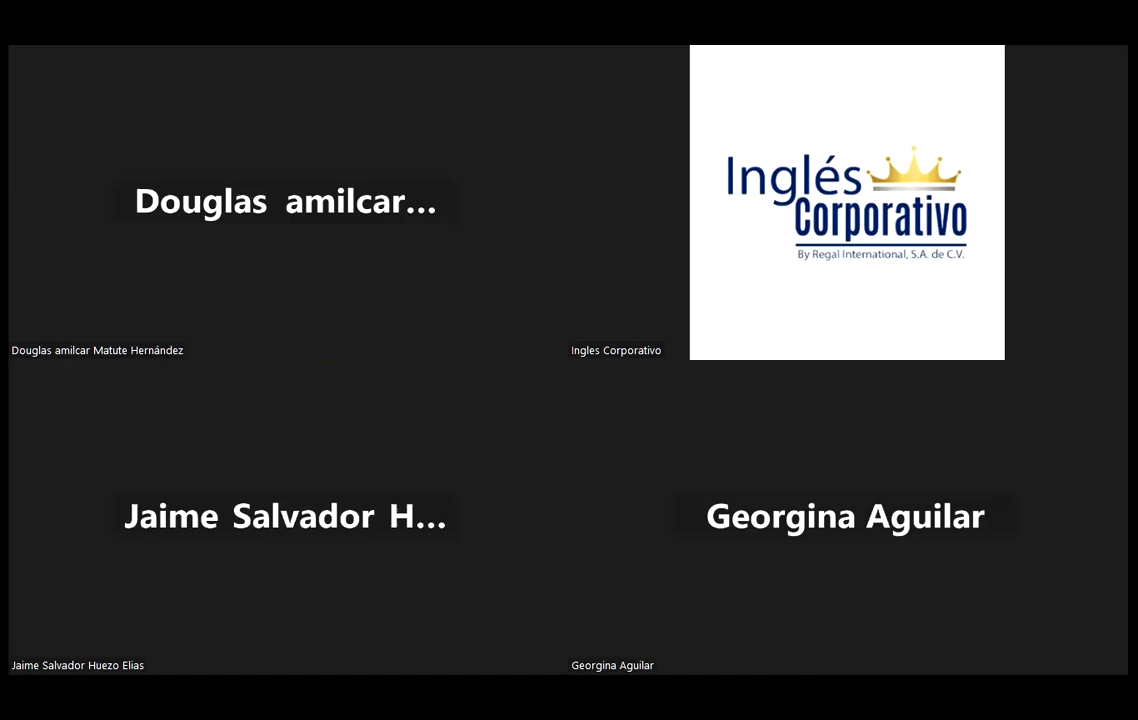 Douglas amilcar...
Douglas amilcar Matute Hernández
Inglés
Corporativo
By Regal International, S.A. de C.V.
Ingles Corporativo
Jaime Salvador H...
Jaime Salvador Huezo Elias
Georgina Aguilar
Georgina Aguilar